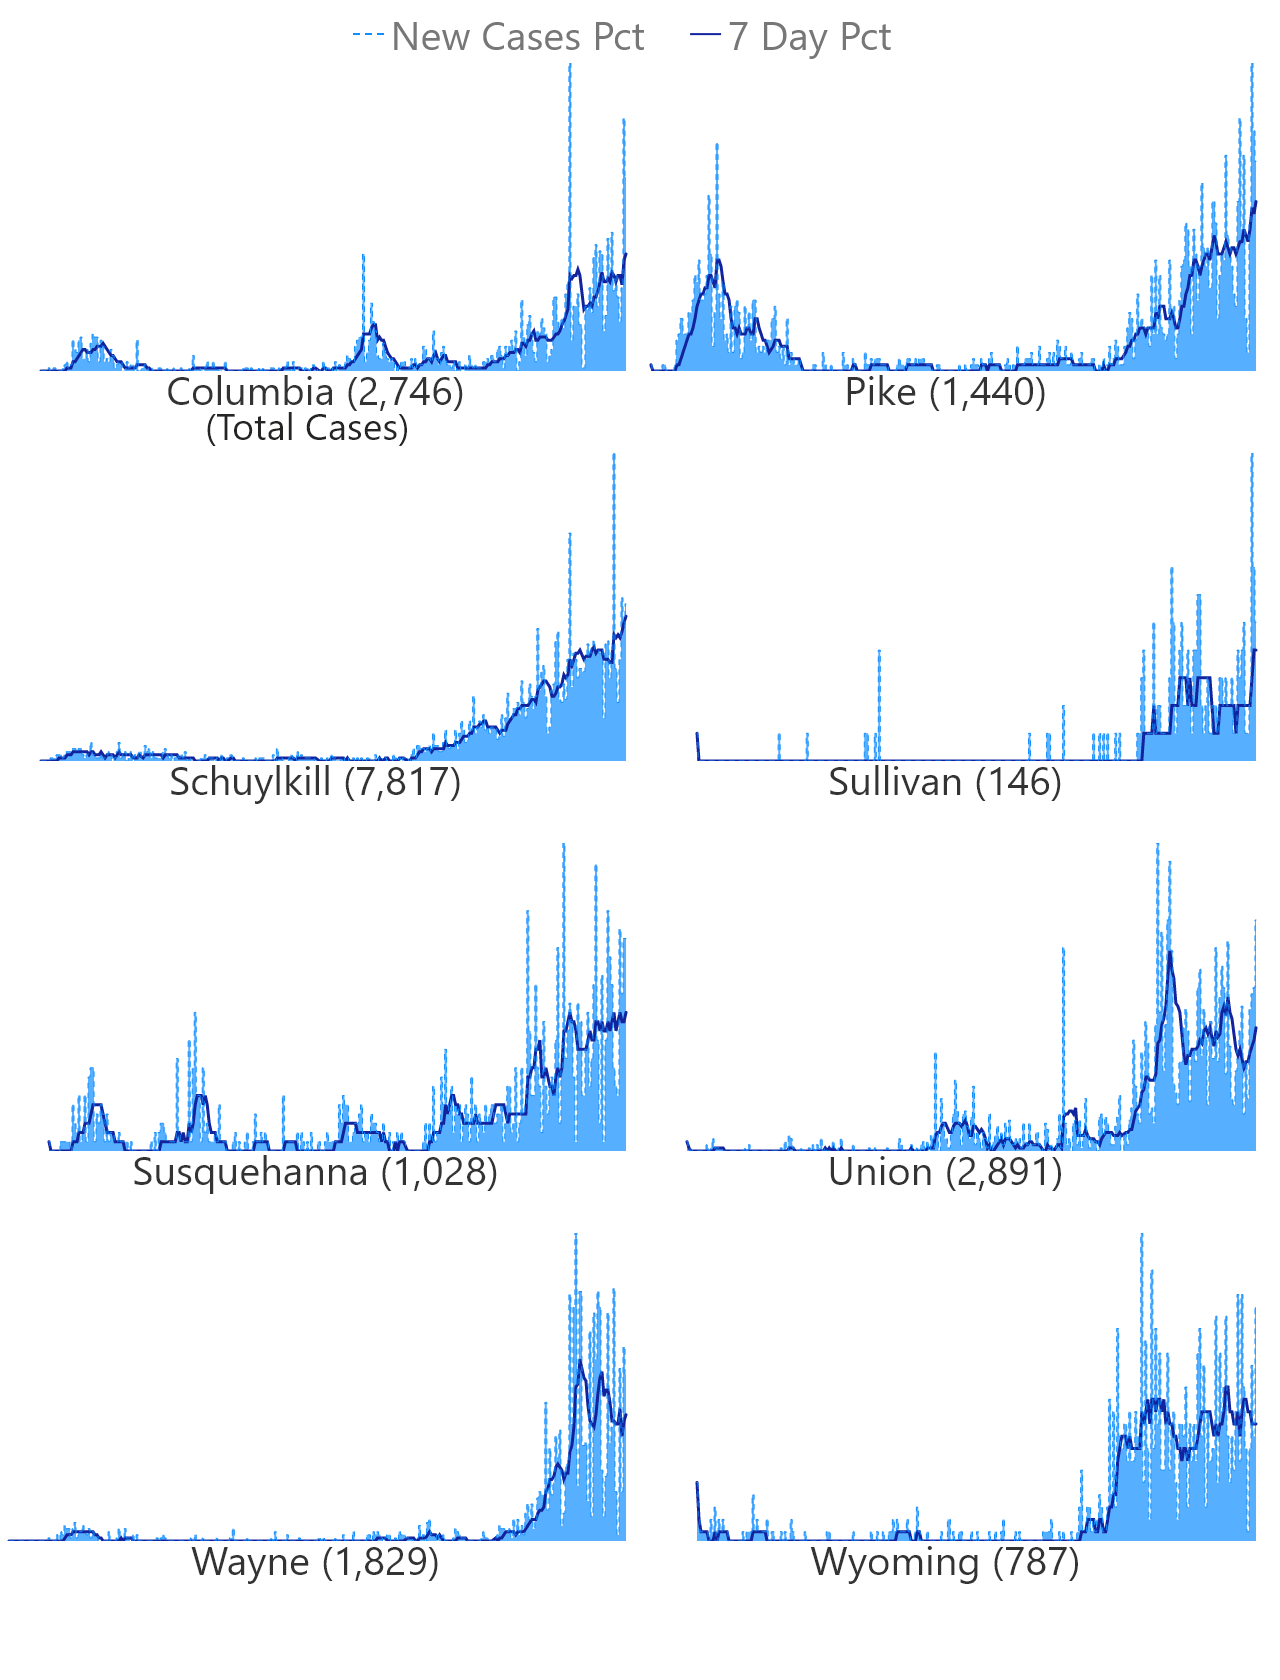 New Cases Pct 7 Day Pct
Columbia (2,746)
(Total Cases)
Pike (1,440)
Schuylkill (7,817)
Sullivan (146)
Susquehanna (1,028)
Union (2,891)
Wayne (1,829)
Wyoming (787)